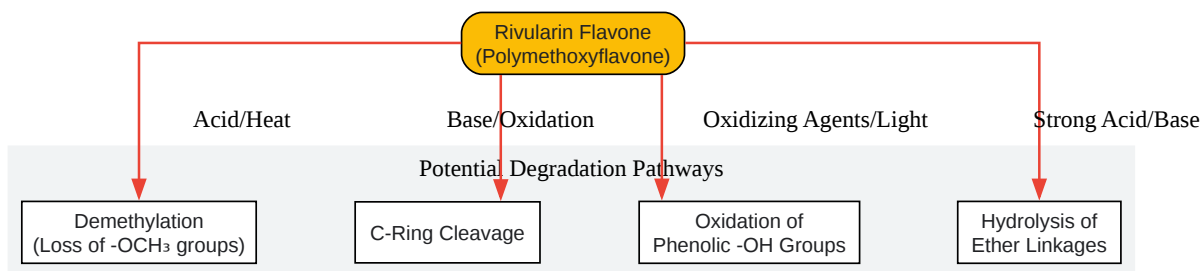 Rivularin Flavone
(Polymethoxyflavone)
Acid/Heat
Base/Oxidation
Oxidizing Agents/Light
Strong Acid/Base
Potential Degradation Pathways
Demethylation
(Loss of -OCH₃ groups)
C-Ring Cleavage
Oxidation of
Phenolic -OH Groups
Hydrolysis of
Ether Linkages